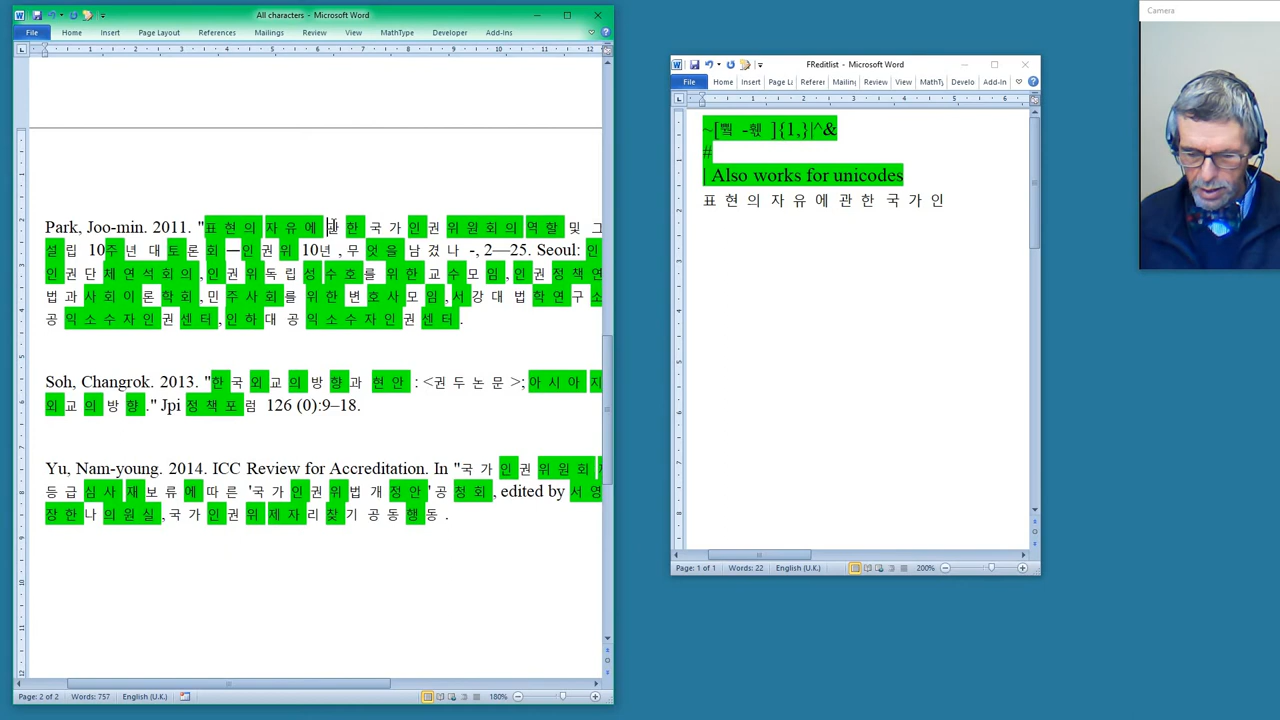 All characters - Microsoft Word
File Home Insert Page Layout References Mailings Review View MathType Developer Add-Ins
Park, Joo-min. 2011. "표현의 자유에 관한 국가인권위원회의 역할 및 그
설립 10주년 대토론회 —인권위 10년,무엇을 남겼나 -, 2—25. Seoul: 인
인권단체연석회의,인권위독립성수호를 위한교수모임,인권정책연
법과사회이론학회,민주사회를 위한 변호사모임,서강대 법학연구소
공익소수자인권센터,인하대 공익소수자인권센터.
Soh, Changrok. 2013. "한국외교의방향과 현안 : <권두논문>; 아시아지
외교의 방향." Jpi 정책포럼 126 (0):9–18.
Yu, Nam-young. 2014. ICC Review for Accreditation. In "국가인권위원회
등급심사 재보류에 따른 '국가인권위법개정안'공청회, edited by 서영
장한나의원실,국가인권위제자리찾기 공동행동.
Page: 2 of 2 Words: 757 English (U.K.) 180%
FReditlist - Microsoft Word
File Home Insert Page La Referer Mailing Review View MathTy Develo Add-In
{1,}|^&
#
| Also works for unicodes
표현의 자유에 관한 국가인
Page: 1 of 1 Words: 22 English (U.K.) 200%
Camera